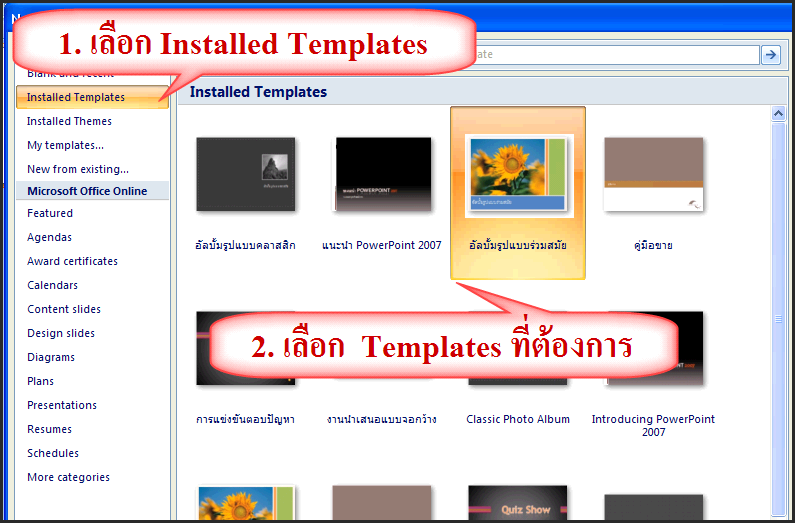 1. เลือก Installed Templates
Installed Templates
Installed Themes
My templates...
New from existing...
Microsoft Office Online
Featured
Agendas
Award certificates
Calendars
Content slides
Design slides
Diagrams
Plans
Presentations
Resumes
Schedules
More categories
Installed Templates
อัลบั้มรูปแบบคลาสสิก
แนะนำ PowerPoint 2007
POWERPOINT
อัลบั้มรูปแบบร่วมสมัย
คู่มือขาย
2. เลือก Templates ที่ต้องการ
การแข่งขันตอบปัญหา
งานนำเสนอแบบจอกว้าง
Classic Photo Album
Introducing PowerPoint
2007
Quiz Show